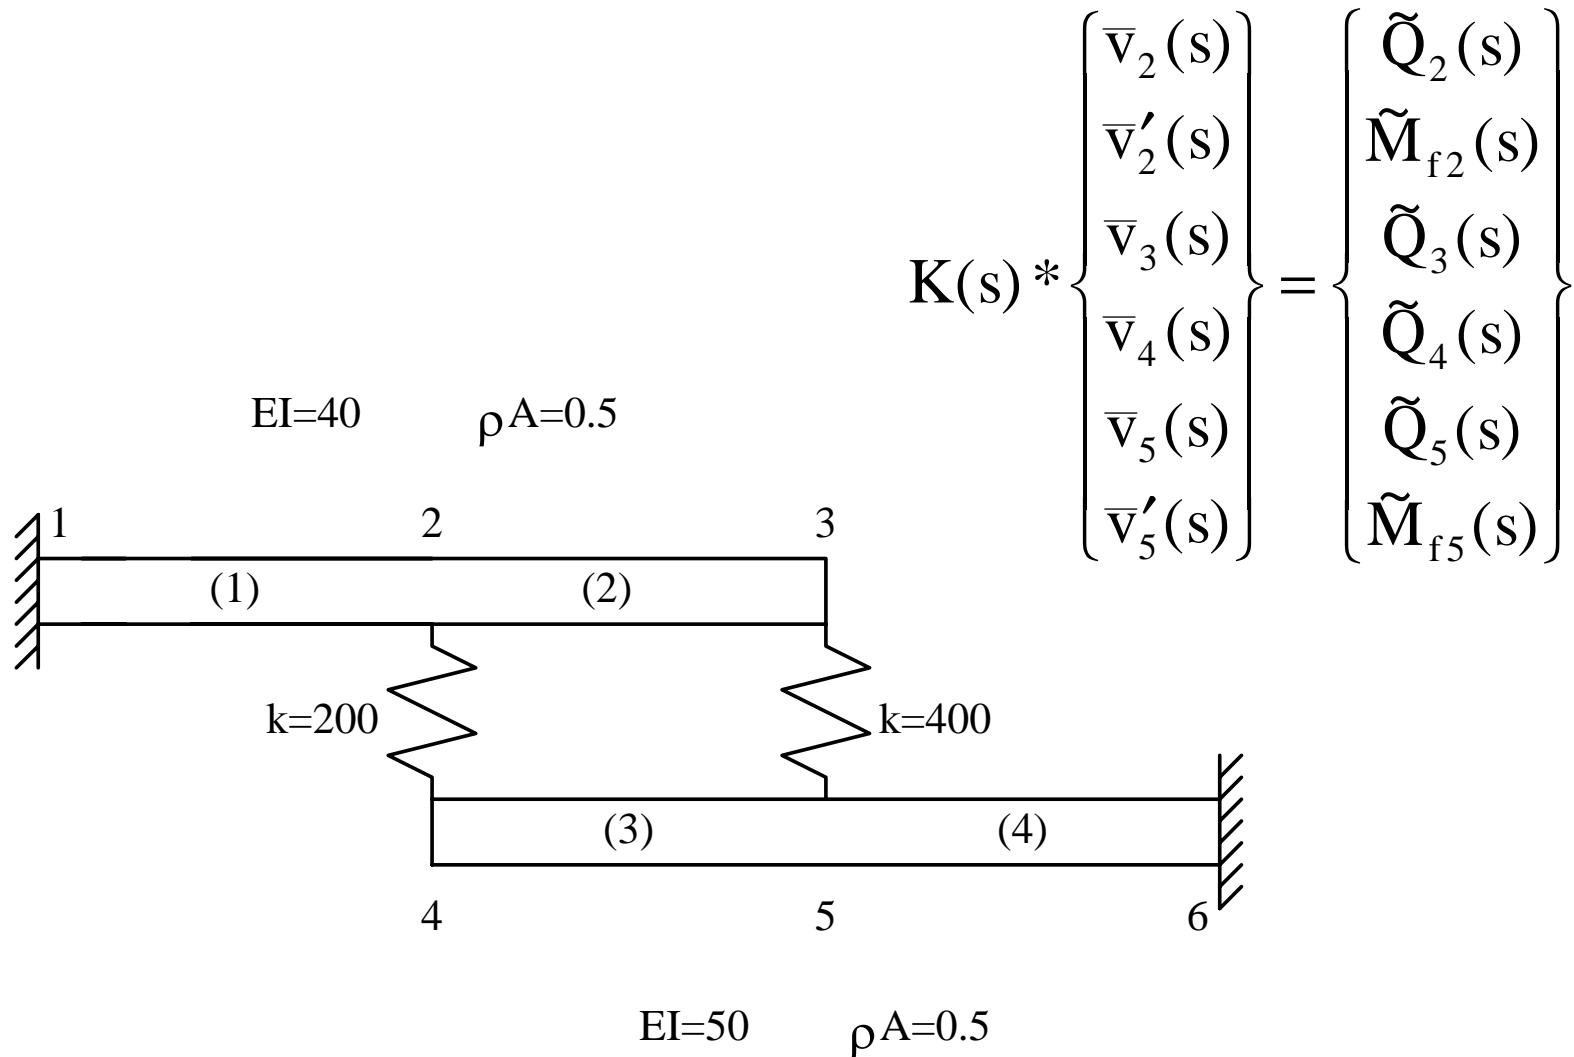 K(s) * { v̅₂(s) } = { Q̃₂(s) }
v̅′₂(s) M̃f2(s)
v̅₃(s) Q̃₃(s)
v̅₄(s) Q̃₄(s)
v̅₅(s) Q̃₅(s)
v̅′₅(s) M̃f5(s)
EI=40 ρA=0.5
1 2 3
(1) (2)
k=200 k=400
(3) (4)
4 5 6
EI=50 ρA=0.5